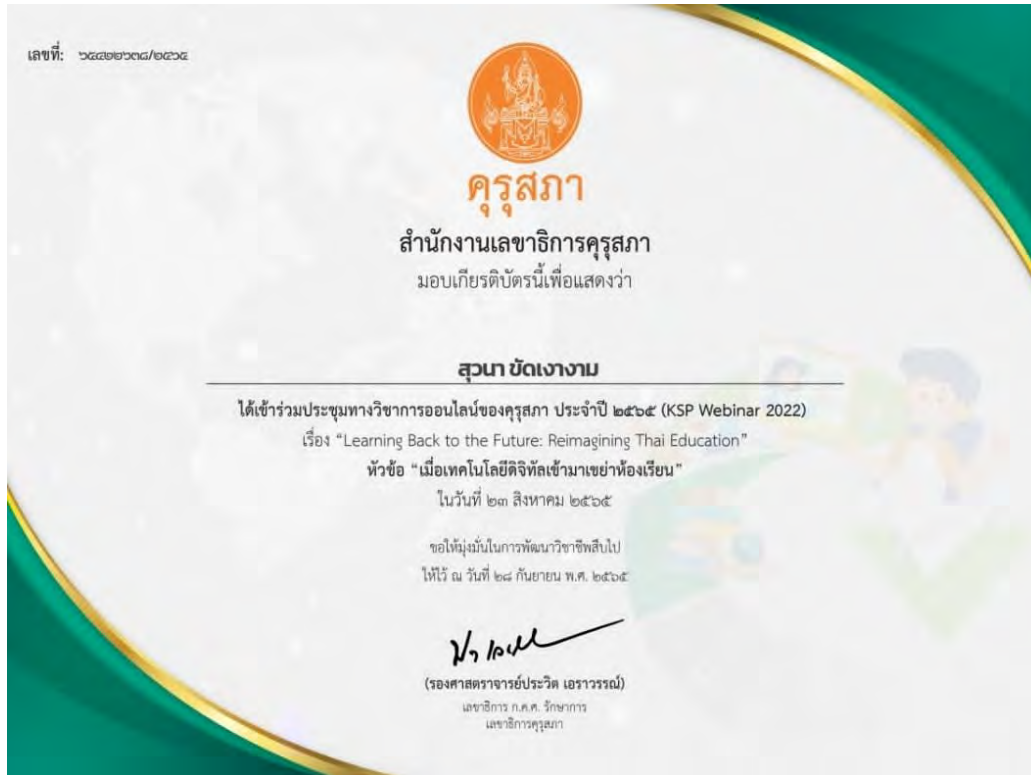 เลขที่:
คุรุสภา
สำนักงานเลขาธิการคุรุสภา
มอบเกียรติบัตรนี้เพื่อแสดงว่า
สุวนา ขัดเงางาม
ได้เข้าร่วมประชุมทางวิชาการออนไลน์ของคุรุสภา ประจำปี ๒๕๖๕ (KSP Webinar 2022)
เรื่อง “Learning Back to the Future: Reimagining Thai Education”
หัวข้อ “เมื่อเทคโนโลยีดิจิทัลเข้ามาเขย่าห้องเรียน”
ในวันที่ ๒๓ สิงหาคม ๒๕๖๕
ขอให้มุ่งมั่นในการพัฒนาวิชาชีพสืบไป
ให้ไว้ ณ วันที่ ๒๘ กันยายน พ.ศ. ๒๕๖๕
(รองศาสตราจารย์ประวิต เอราวรรณ์)
เลขาธิการ ก.ค.ศ. รักษาการ
เลขาธิการคุรุสภา